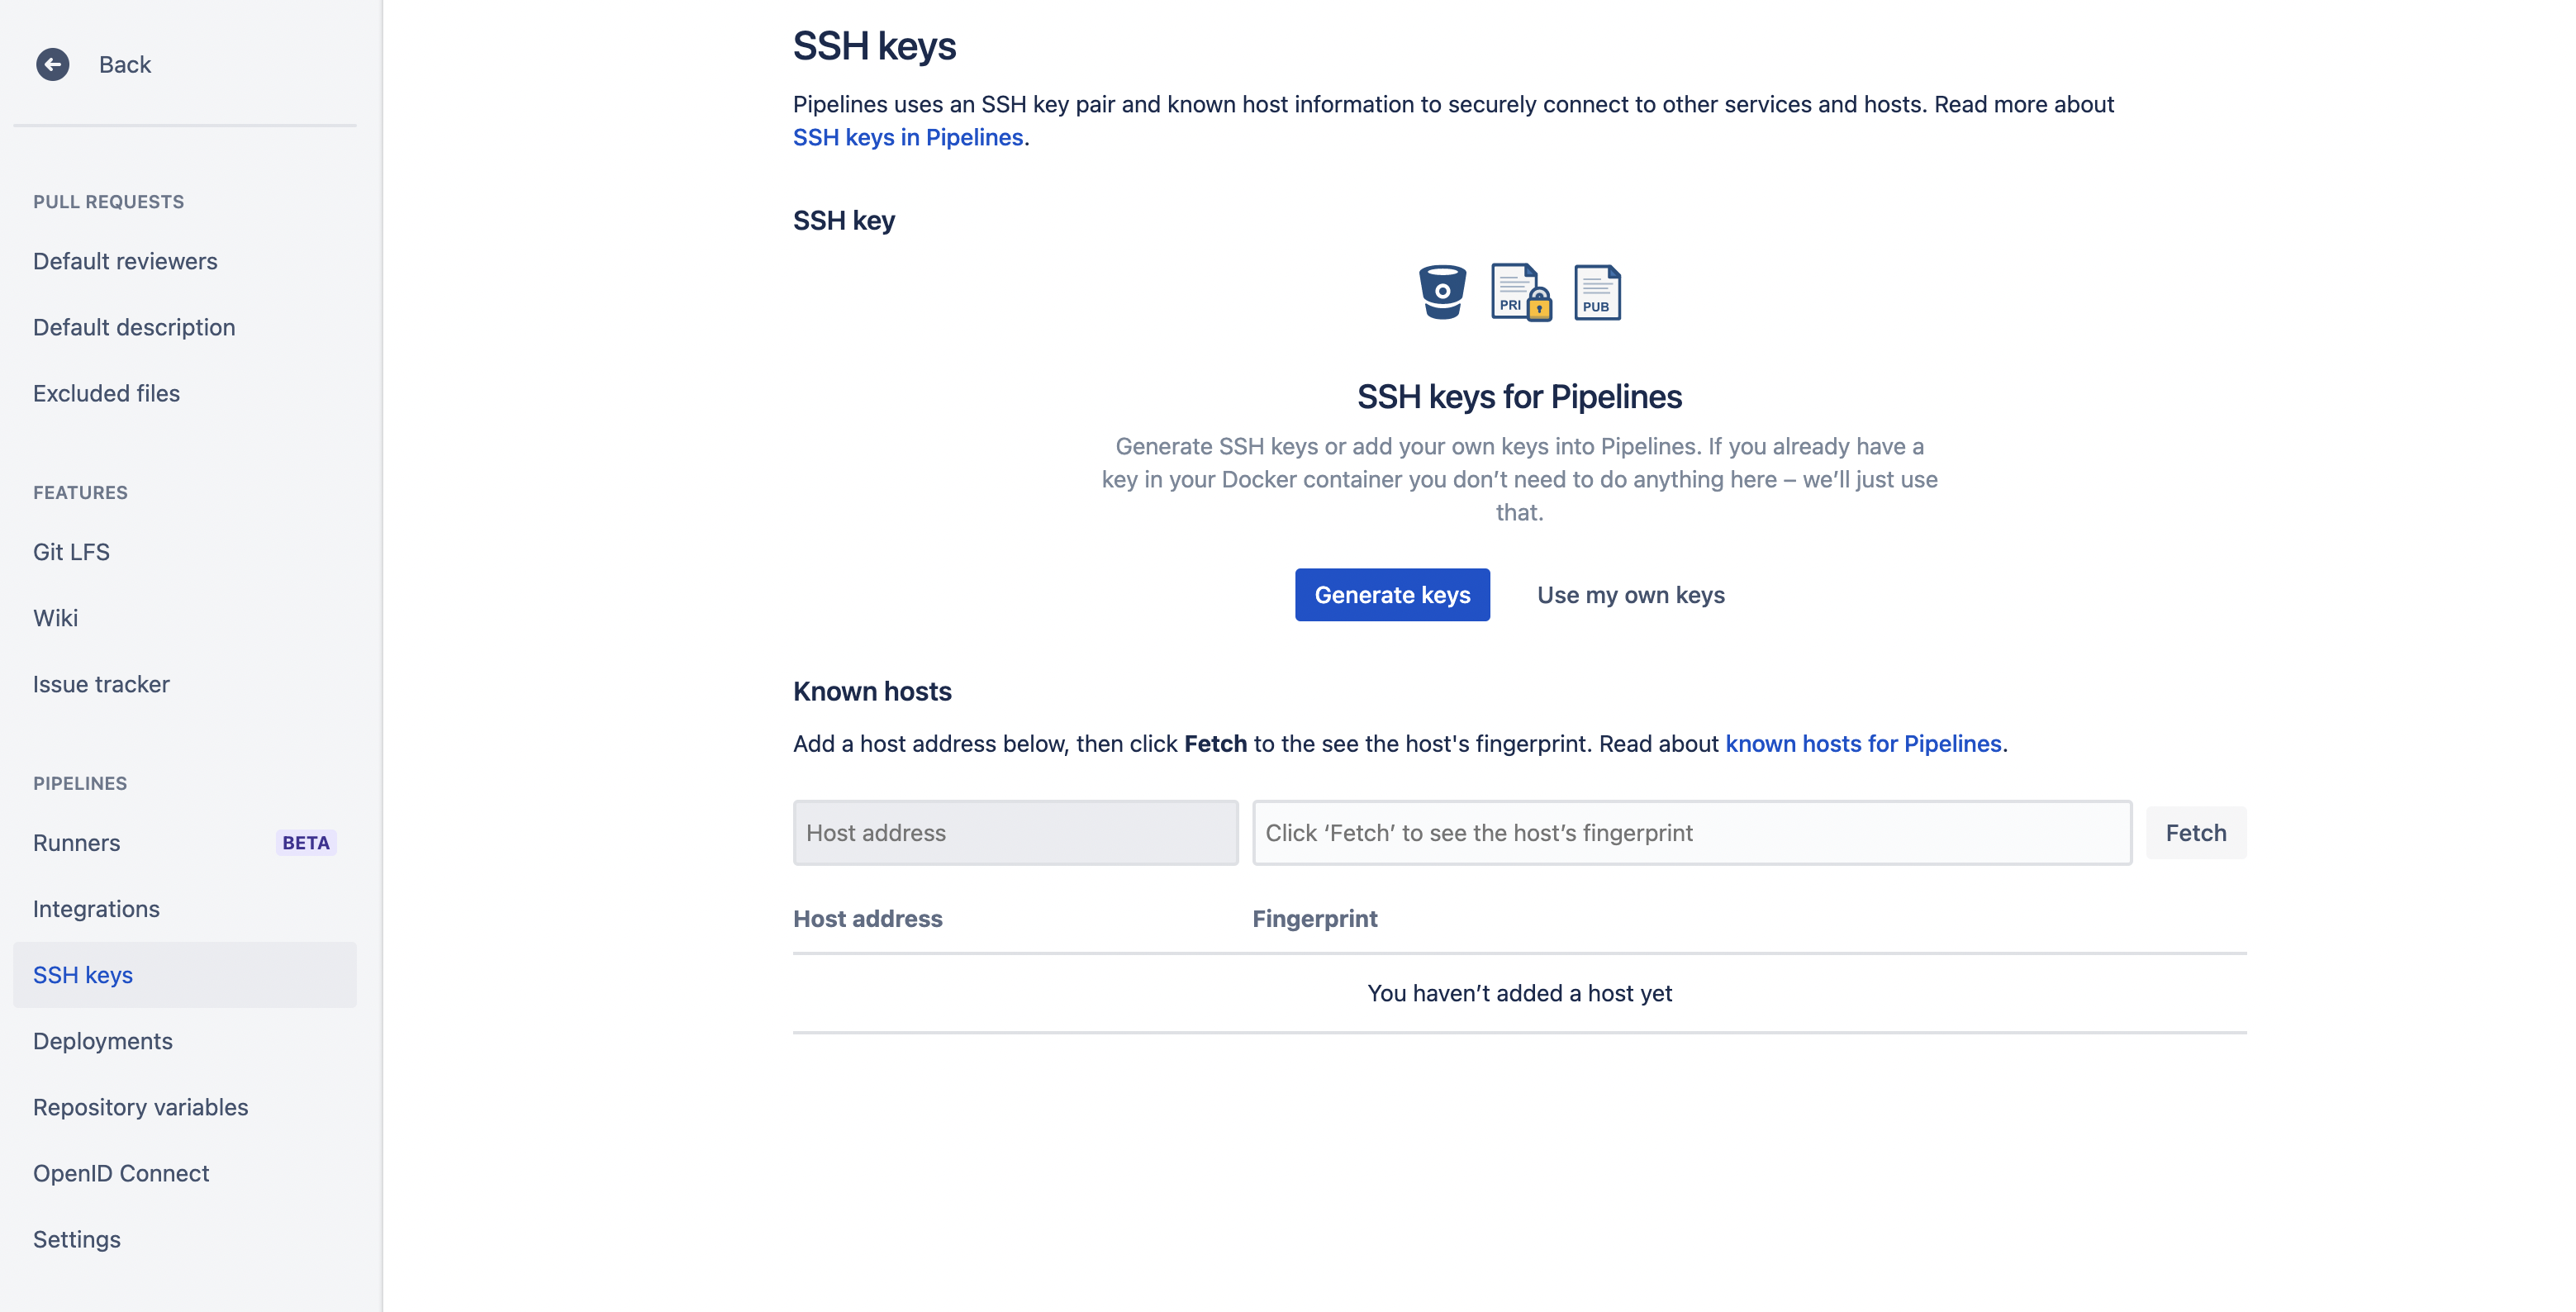 Back
PULL REQUESTS
Default reviewers
Default description
Excluded files
FEATURES
Git LFS
Wiki
Issue tracker
PIPELINES
Runners BETA
Integrations
SSH keys
Deployments
Repository variables
OpenID Connect
Settings
SSH keys
Pipelines uses an SSH key pair and known host information to securely connect to other services and hosts. Read more about
SSH keys in Pipelines.
SSH key
PRI PUB
SSH keys for Pipelines
Generate SSH keys or add your own keys into Pipelines. If you already have a
key in your Docker container you don’t need to do anything here – we’ll just use
that.
Generate keys Use my own keys
Known hosts
Add a host address below, then click Fetch to the see the host's fingerprint. Read about known hosts for Pipelines.
Host address Click ‘Fetch’ to see the host’s fingerprint Fetch
Host address Fingerprint
You haven’t added a host yet